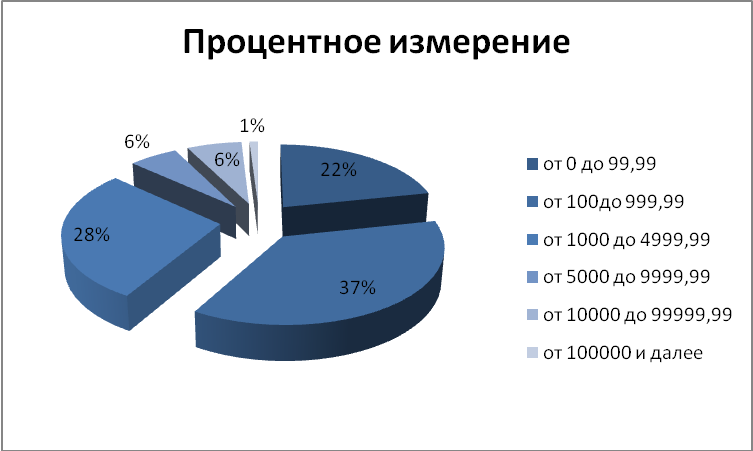 Процентное измерение
1%
6%
6%
22%
28%
37%
от 0 до 99,99
от 100до 999,99
от 1000 до 4999,99
от 5000 до 9999,99
от 10000 до 99999,99
от 100000 и далее